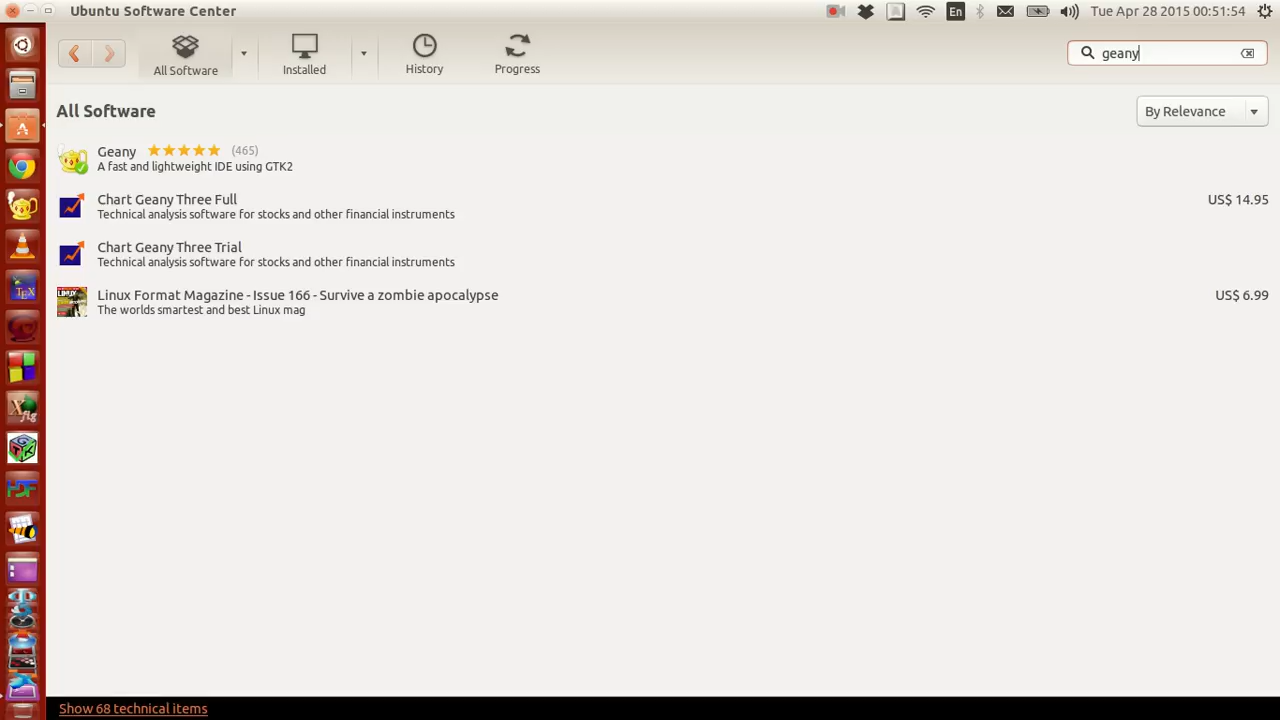 Ubuntu Software Center
En
Tue Apr 28 2015 00:51:54
All Software
Installed
History
Progress
geany
All Software
By Relevance
Geany (465)
A fast and lightweight IDE using GTK2
Chart Geany Three Full
US$ 14.95
Technical analysis software for stocks and other financial instruments
Chart Geany Three Trial
Technical analysis software for stocks and other financial instruments
Linux Format Magazine - Issue 166 - Survive a zombie apocalypse
US$ 6.99
The worlds smartest and best Linux mag
Show 68 technical items